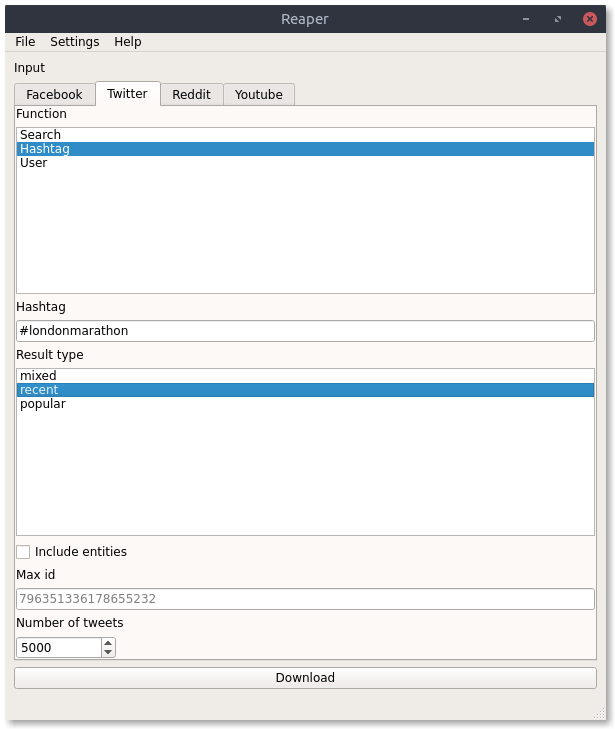 Reaper
File Settings Help
Input
Facebook Twitter Reddit Youtube
Function
Search
Hashtag
User
Hashtag
#londonmarathon
Result type
mixed
recent
popular
Include entities
Max id
796351336178655232
Number of tweets
5000
Download